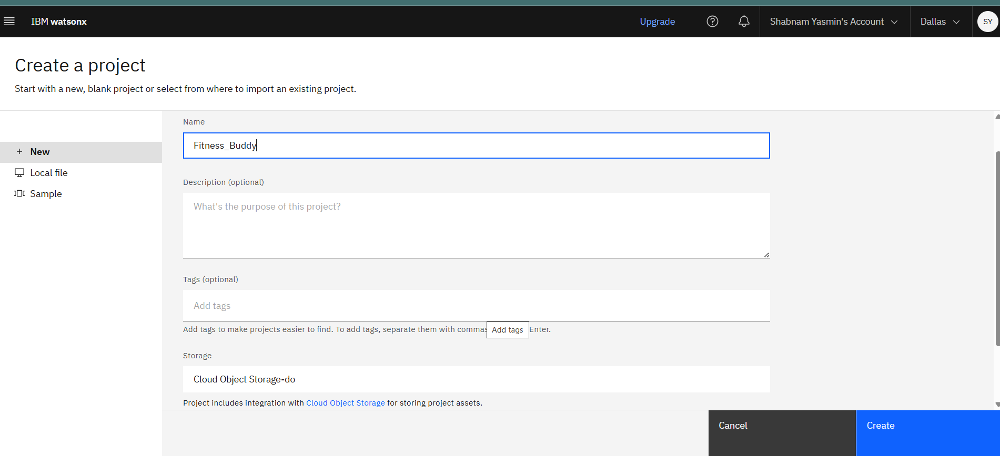 IBM watsonx
Upgrade
Shabnam Yasmin's Account
Dallas
SY
Create a project
Start with a new, blank project or select from where to import an existing project.
New
Local file
Sample
Name
Fitness_Buddy
Description (optional)
What's the purpose of this project?
Tags (optional)
Add tags
Add tags to make projects easier to find. To add tags, separate them with commas Enter.
Add tags
Storage
Cloud Object Storage-do
Project includes integration with Cloud Object Storage for storing project assets.
Cancel
Create